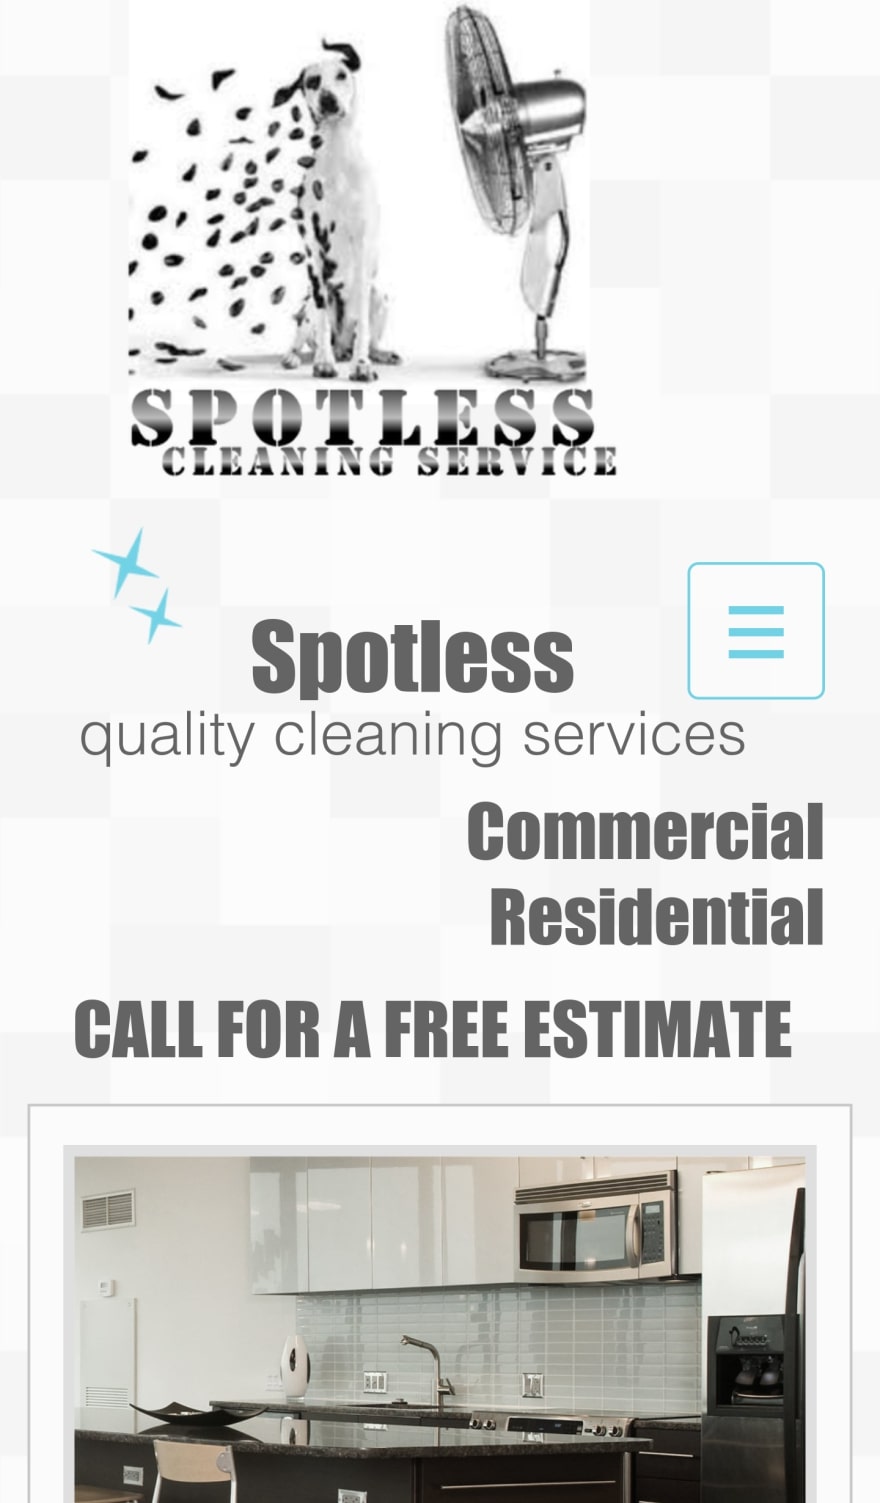 SPOTLESS
CLEANING SERVICE
Spotless
quality cleaning services
Commercial
Residential
CALL FOR A FREE ESTIMATE